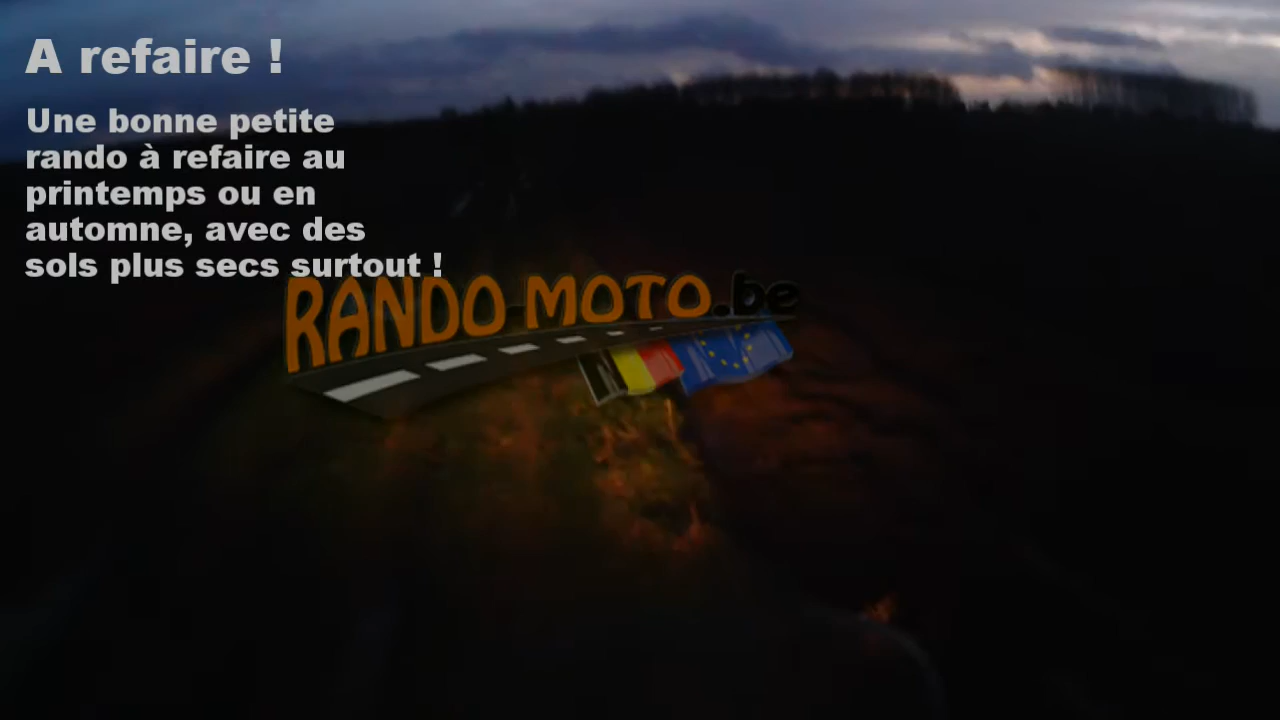 A refaire !
Une bonne petite
rando à refaire au
printemps ou en
automne, avec des
sols plus secs surtout !
RANDO-MOTO.be